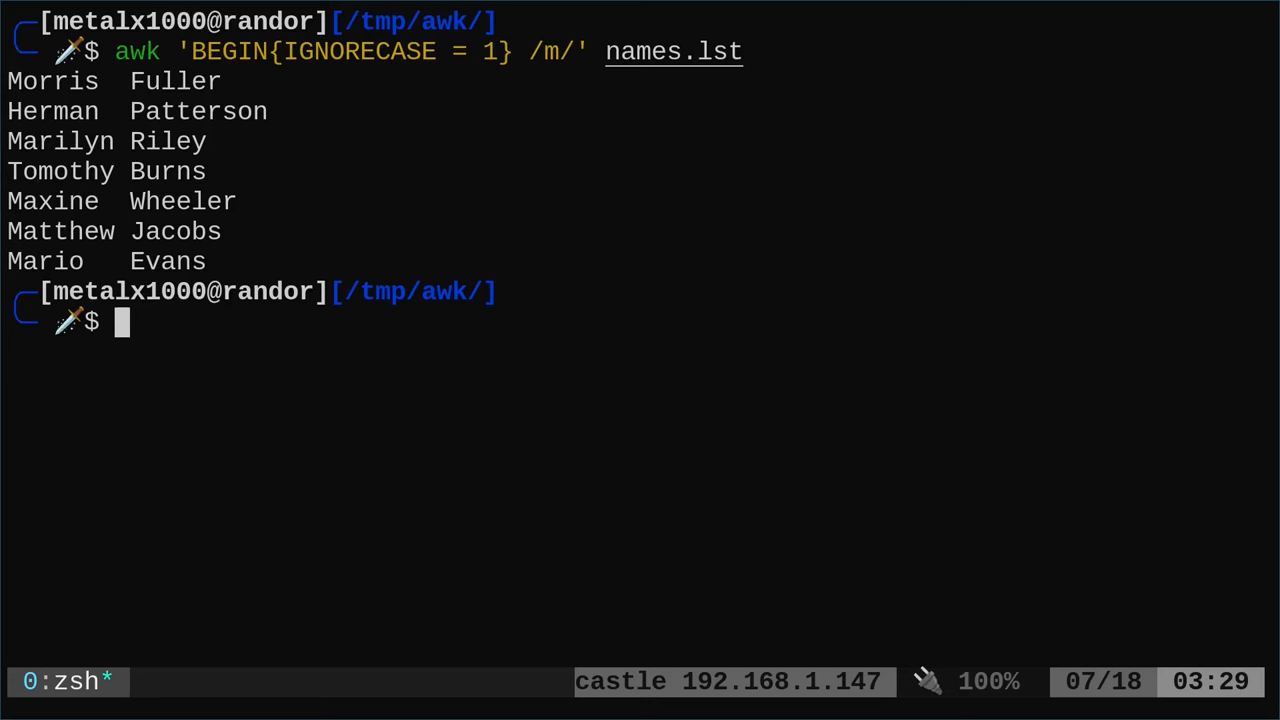 [metalx1000@randor][/tmp/awk/]
$ awk 'BEGIN{IGNORECASE = 1} /m/' names.lst
Morris  Fuller
Herman  Patterson
Marilyn Riley
Tomothy Burns
Maxine  Wheeler
Matthew Jacobs
Mario   Evans
[metalx1000@randor][/tmp/awk/]
$
0:zsh* castle 192.168.1.147 100% 07/18 03:29